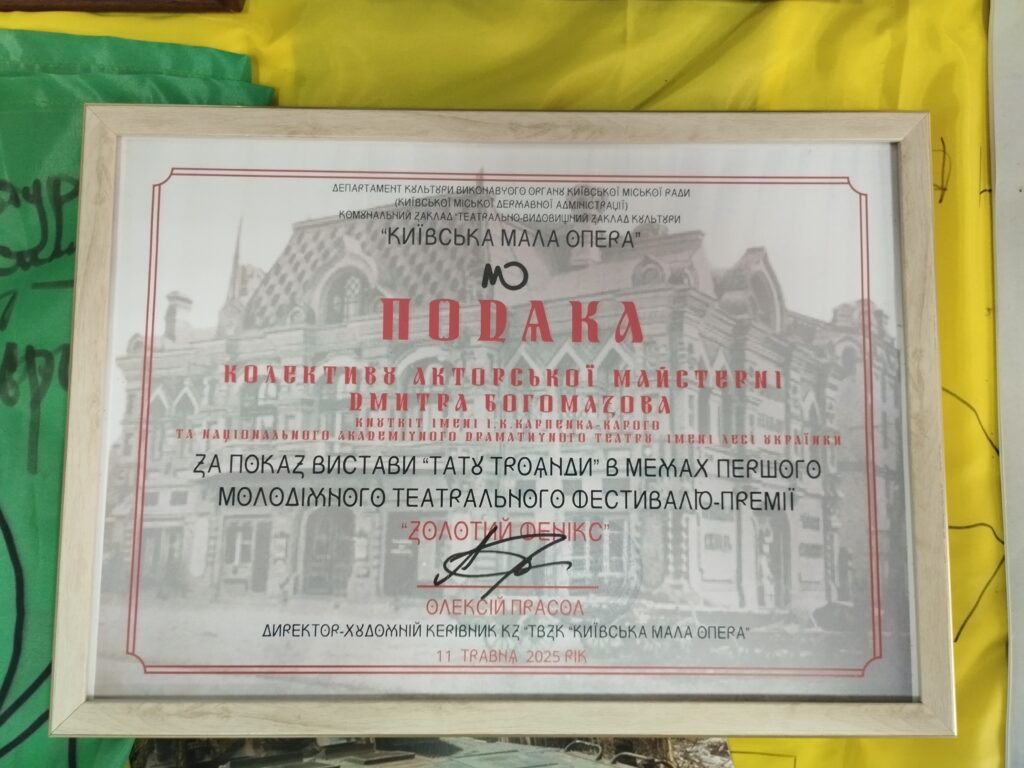 ДЕПАРТАМЕНТ КУЛЬТУРИ ВИКОНАВЧОГО ОРГАНУ КИЇВСЬКОЇ МІСЬКОЇ РАДИ
(КИЇВСЬКОЇ МІСЬКОЇ ДЕРЖАВНОЇ АДМІНІСТРАЦІЇ)
КОМУНАЛЬНИЙ ЗАКЛАД "ТЕАТРАЛЬНО-ВИДОВИЩНИЙ ЗАКЛАД КУЛЬТУРИ
"КИЇВСЬКА МАЛА ОПЕРА"
МО
ПОДЯКА
КОЛЕКТИВУ АКТОРСЬКОЇ МАЙСТЕРНІ
ДМИТРА БОГОМАЗОВА
КНУТКІТ ІМЕНІ І.К.КАРПЕНКА-КАРОГО
ТА НАЦІОНАЛЬНОГО АКАДЕМІЧНОГО ДРАМАТИЧНОГО ТЕАТРУ ІМЕНІ ЛЕСІ УКРАЇНКИ
ЗА ПОКАЗ ВИСТАВИ "ТАТУ ТРОАНДИ" В МЕЖАХ ПЕРШОГО
МОЛОДІЖНОГО ТЕАТРАЛЬНОГО ФЕСТИВАЛЮ-ПРЕМІЇ
"ЗОЛОТИЙ ФЕНІКС"
ОЛЕКСІЙ ПРАСОЛ
ДИРЕКТОР-ХУДОЖНІЙ КЕРІВНИК КЗ "ТВЗК "КИЇВСЬКА МАЛА ОПЕРА"
11 ТРАВНЯ 2025 РІК